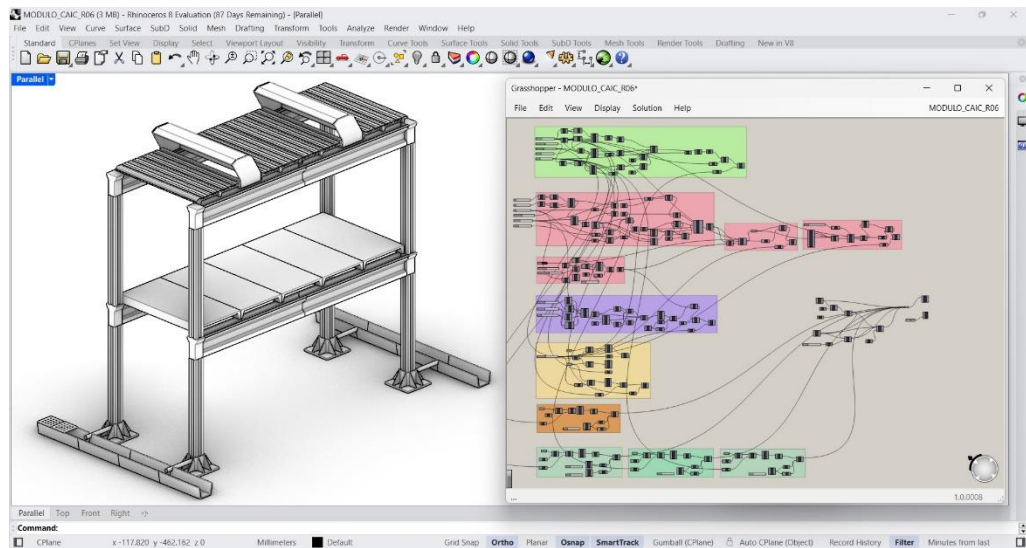 MODULO_CAIC_R06 (3 MB) - Rhinoceros 8 Evaluation (87 Days Remaining) - [Parallel]
File Edit View Curve Surface SubD Solid Mesh Drafting Transform Tools Analyze Render Window Help
Standard CPlanes Set View Display Select Viewport Layout Visibility Transform Curve Tools Surface Tools Solid Tools SubD Tools Mesh Tools Render Tools Drafting New in V8
Parallel
Grasshopper - MODULO_CAIC_R06*
File Edit View Display Solution Help MODULO_CAIC_R06
... 1.0.0008
Parallel Top Front Right
Command:
CPlane x -117.820 y -462.162 z 0 Millimeters Default Grid Snap Ortho Planar Osnap SmartTrack Gumball (CPlane) Auto CPlane (Object) Record History Filter Minutes from last